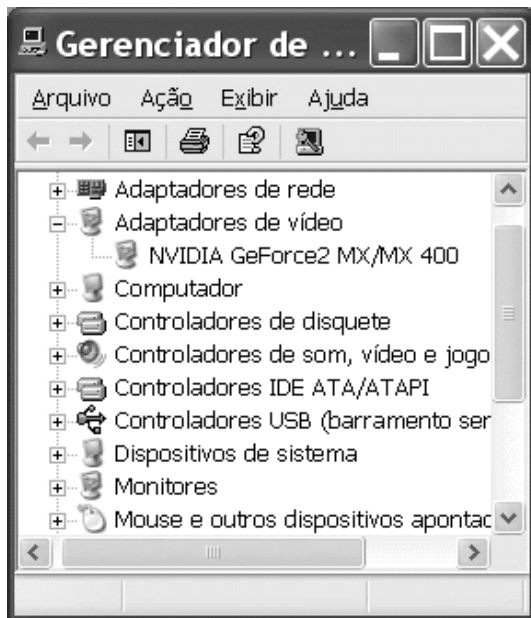 Gerenciador de ...
Arquivo Ação Exibir Ajuda
Adaptadores de rede
Adaptadores de vídeo
NVIDIA GeForce2 MX/MX 400
Computador
Controladores de disquete
Controladores de som, vídeo e jogo
Controladores IDE ATA/ATAPI
Controladores USB (barramento ser
Dispositivos de sistema
Monitores
Mouse e outros dispositivos apontac